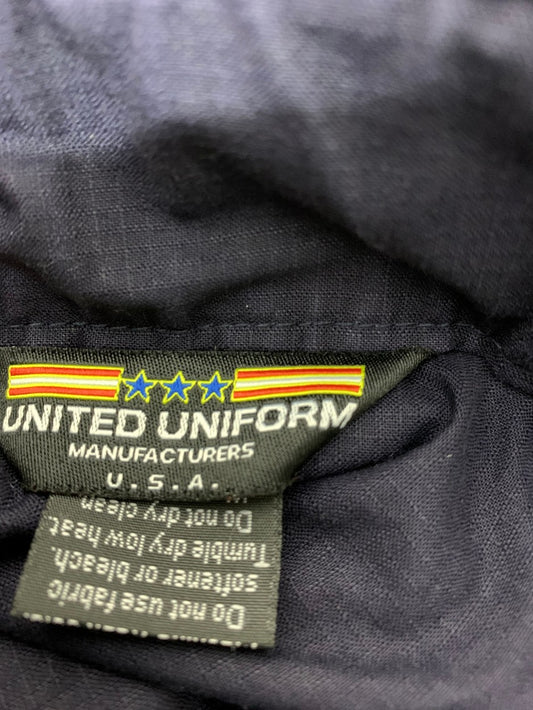 UNITED UNIFORM
MANUFACTURERS
U.S.A.
Do not use fabric
softener or bleach.
Tumble dry low heat.
Do not dry clean